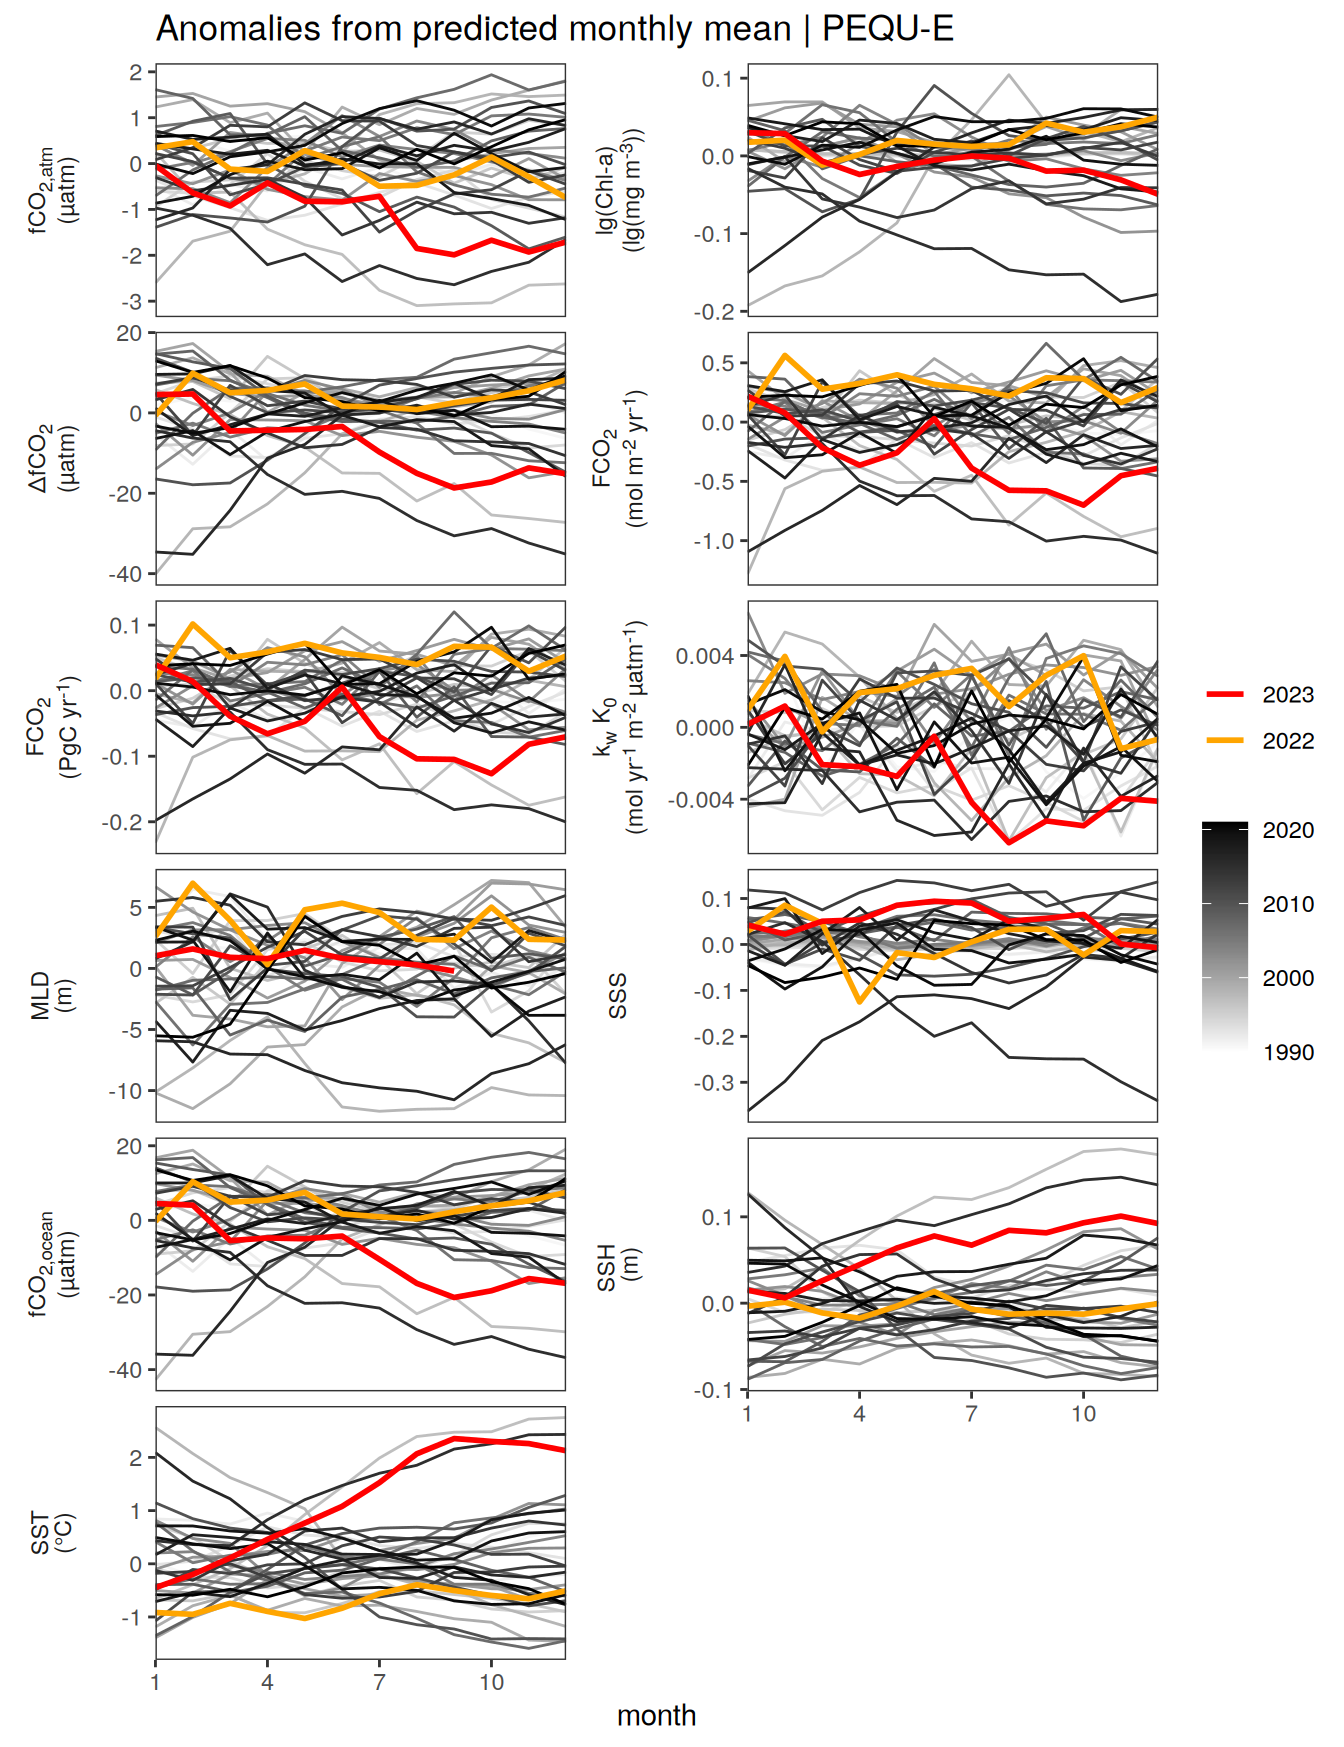 Anomalies from predicted monthly mean | PEQU-E
fCO2,atm
(µatm)
2
1
0
-1
-2
-3
lg(Chl-a)
(lg(mg m-3))
0.1
0.0
-0.1
-0.2
ΔfCO2
(µatm)
20
0
-20
-40
FCO2
(mol m-2 yr-1)
0.5
0.0
-0.5
-1.0
FCO2
(PgC yr-1)
0.1
0.0
-0.1
-0.2
kw K0
(mol yr-1 m-2 µatm-1)
0.004
0.000
-0.004
MLD
(m)
5
0
-5
-10
SSS
0.1
0.0
-0.1
-0.2
-0.3
fCO2,ocean
(µatm)
20
0
-20
-40
SSH
(m)
0.1
0.0
-0.1
1 4 7 10
SST
(°C)
2
1
0
-1
1 4 7 10
month
2023
2022
2020
2010
2000
1990